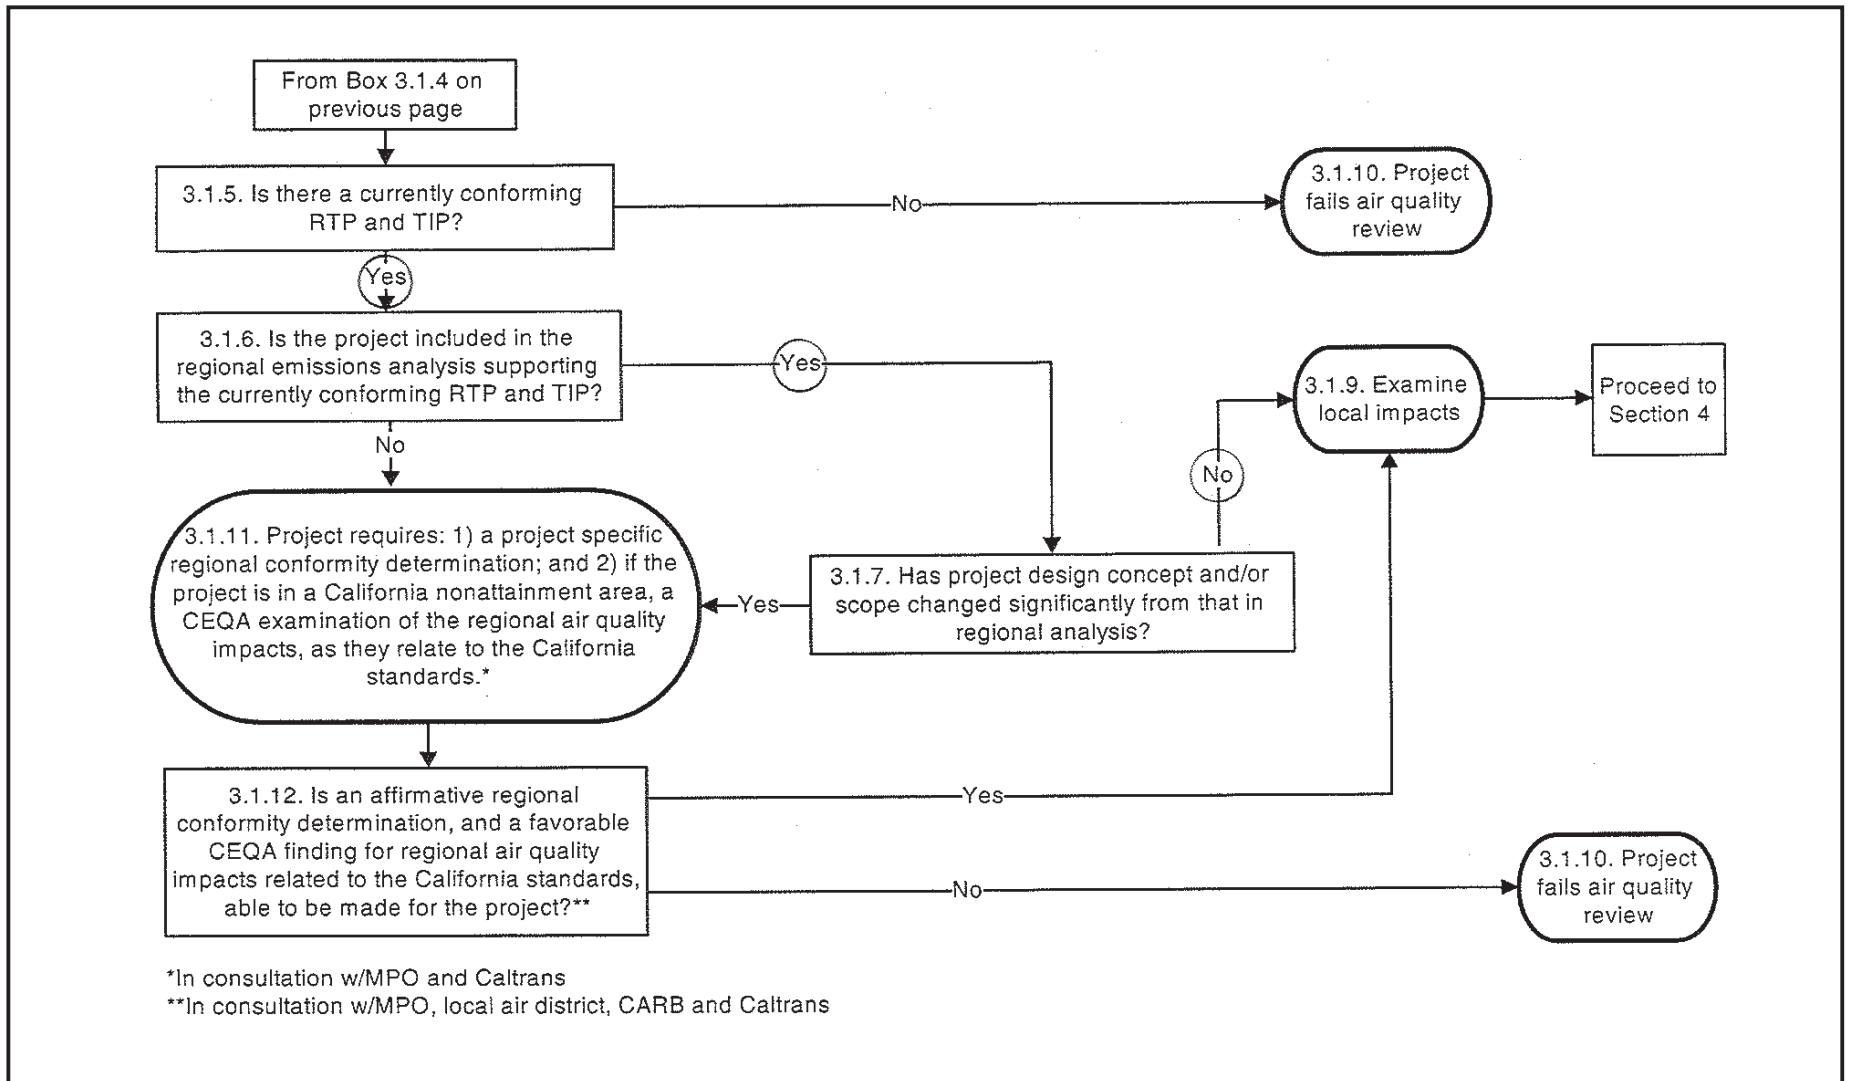 From Box 3.1.4 on
previous page
3.1.5. Is there a currently conforming
RTP and TIP?
No
3.1.10. Project
fails air quality
review
Yes
3.1.6. Is the project included in the
regional emissions analysis supporting
the currently conforming RTP and TIP?
Yes
No
3.1.9. Examine
local impacts
Proceed to
Section 4
No
3.1.11. Project requires: 1) a project specific
regional conformity determination; and 2) if the
project is in a California nonattainment area, a
CEQA examination of the regional air quality
impacts, as they relate to the California
standards.*
Yes
3.1.7. Has project design concept and/or
scope changed significantly from that in
regional analysis?
3.1.12. Is an affirmative regional
conformity determination, and a favorable
CEQA finding for regional air quality
impacts related to the California standards,
able to be made for the project?**
Yes
No
3.1.10. Project
fails air quality
review
*In consultation w/MPO and Caltrans
**In consultation w/MPO, local air district, CARB and Caltrans